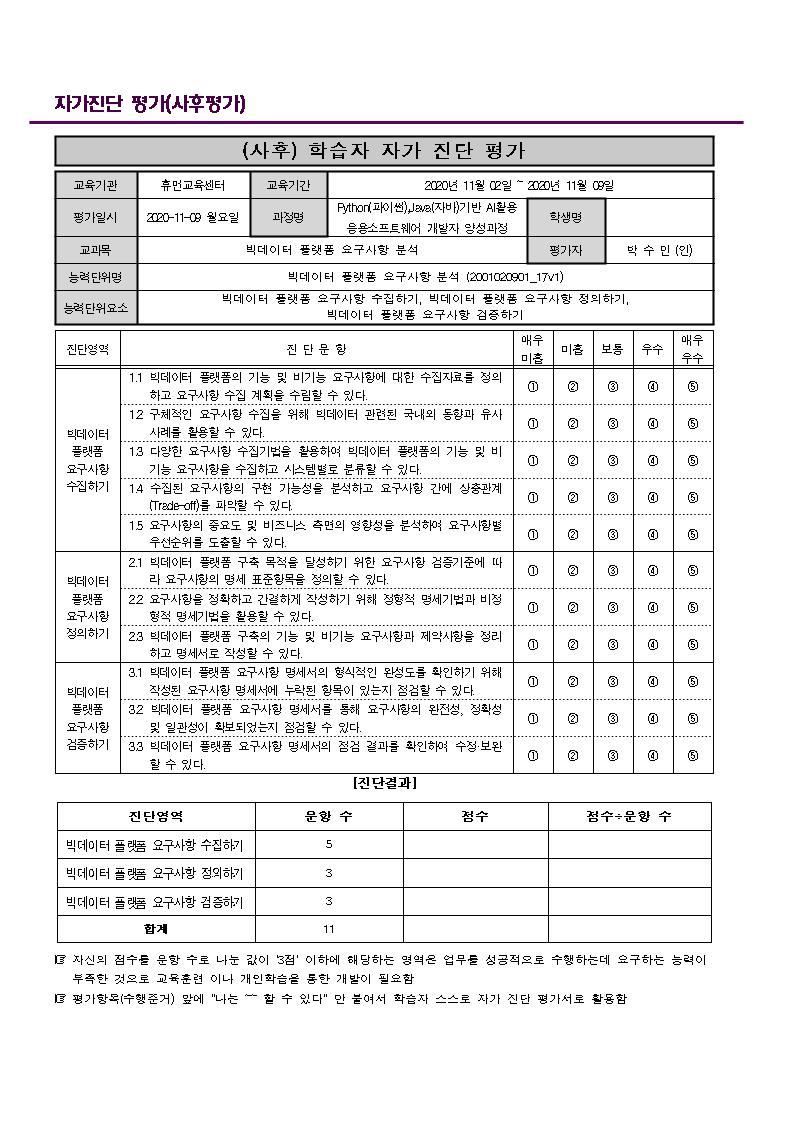 자가진단 평가(사후평가)
(사후) 학습자 자가 진단 평가
교육기관 휴먼교육센터 교육기간 2020년 11월 02일 ~ 2020년 11월 09일
평가일시 2020-11-09 월요일 과정명 Python(파이썬),Java(자바)기반 AI활용 응용소프트웨어 개발자 양성과정 학생명
교과목 빅데이터 플랫폼 요구사항 분석 평가자 박 수 민 (인)
능력단위명 빅데이터 플랫폼 요구사항 분석 (2001020901_17v1)
능력단위요소 빅데이터 플랫폼 요구사항 수집하기, 빅데이터 플랫폼 요구사항 정의하기,
빅데이터 플랫폼 요구사항 검증하기
진단영역 진 단 문 항 매우 미흡 미흡 보통 우수 매우 우수
빅데이터 플랫폼 요구사항 수집하기
1.1 빅데이터 플랫폼의 기능 및 비기능 요구사항에 대한 수집자료를 정의
하고 요구사항 수집 계획을 수립할 수 있다. ① ② ③ ④ ⑤
1.2 구체적인 요구사항 수집을 위해 빅데이터 관련된 국내외 동향과 유사
사례를 활용할 수 있다. ① ② ③ ④ ⑤
1.3 다양한 요구사항 수집기법을 활용하여 빅데이터 플랫폼의 기능 및 비
기능 요구사항을 수집하고 시스템별로 분류할 수 있다. ① ② ③ ④ ⑤
1.4 수집된 요구사항의 구현 가능성을 분석하고 요구사항 간에 상충관계
(Trade-off)를 파악할 수 있다. ① ② ③ ④ ⑤
1.5 요구사항의 중요도 및 비즈니스 측면의 영향성을 분석하여 요구사항별
우선순위를 도출할 수 있다. ① ② ③ ④ ⑤
빅데이터 플랫폼 요구사항 정의하기
2.1 빅데이터 플랫폼 구축 목적을 달성하기 위한 요구사항 검증기준에 따
라 요구사항의 명세 표준항목을 정의할 수 있다. ① ② ③ ④ ⑤
2.2 요구사항을 정확하고 간결하게 작성하기 위해 정형적 명세기법과 비정
형적 명세기법을 활용할 수 있다. ① ② ③ ④ ⑤
2.3 빅데이터 플랫폼 구축의 기능 및 비기능 요구사항과 제약사항을 정리
하고 명세서로 작성할 수 있다. ① ② ③ ④ ⑤
빅데이터 플랫폼 요구사항 검증하기
3.1 빅데이터 플랫폼 요구사항 명세서의 형식적인 완성도를 확인하기 위해
작성된 요구사항 명세서에 누락된 항목이 있는지 점검할 수 있다. ① ② ③ ④ ⑤
3.2 빅데이터 플랫폼 요구사항 명세서를 통해 요구사항의 완전성, 정확성
및 일관성이 확보되었는지 점검할 수 있다. ① ② ③ ④ ⑤
3.3 빅데이터 플랫폼 요구사항 명세서의 점검 결과를 확인하여 수정·보완
할 수 있다. ① ② ③ ④ ⑤
[진단결과]
진단영역 문항 수 점수 점수÷문항 수
빅데이터 플랫폼 요구사항 수집하기 5
빅데이터 플랫폼 요구사항 정의하기 3
빅데이터 플랫폼 요구사항 검증하기 3
합계 11
☞ 자신의 점수를 문항 수로 나눈 값이 '3점' 이하에 해당하는 영역은 업무를 성공적으로 수행하는데 요구하는 능력이
부족한 것으로 교육훈련 이나 개인학습을 통한 개발이 필요함
☞ 평가항목(수행준거) 앞에 "나는 ~~ 할 수 있다" 만 붙여서 학습자 스스로 자가 진단 평가서로 활용함